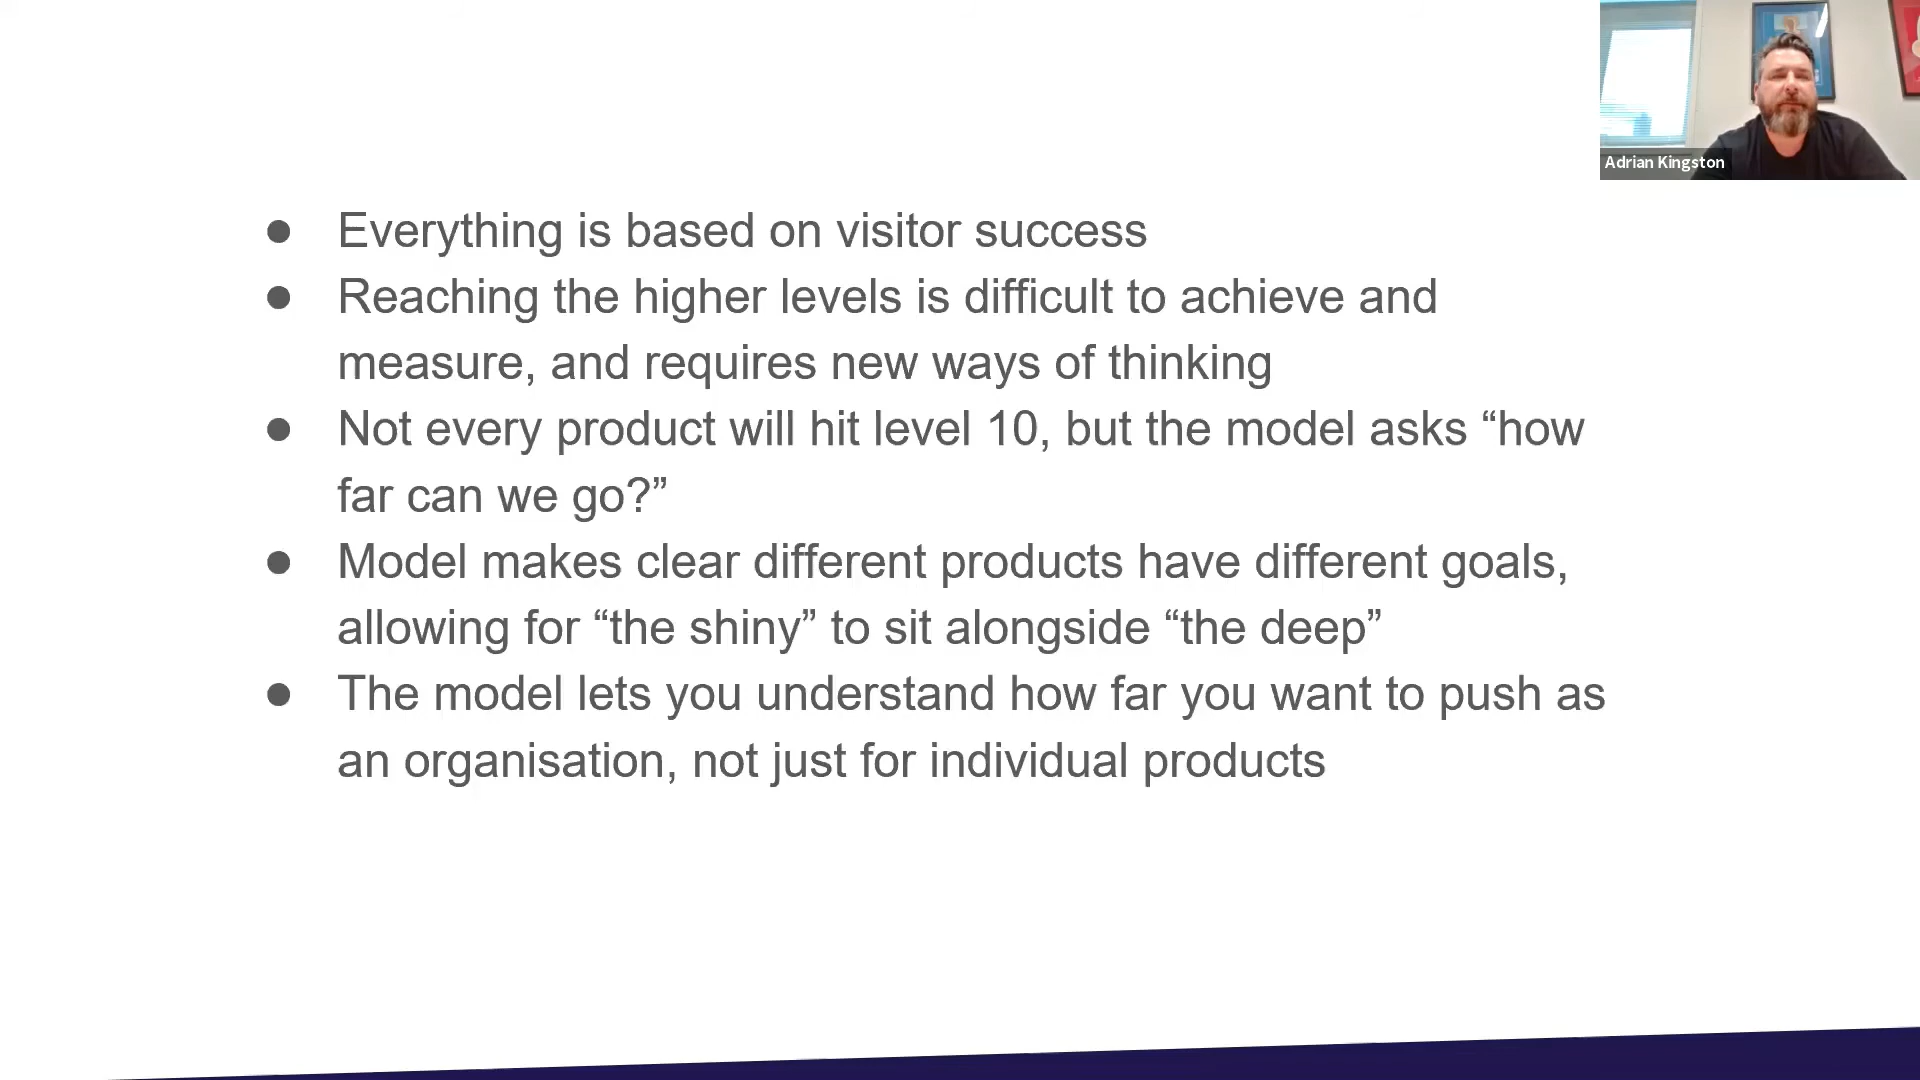 Adrian Kingston
● Everything is based on visitor success
● Reaching the higher levels is difficult to achieve and
measure, and requires new ways of thinking
● Not every product will hit level 10, but the model asks “how
far can we go?”
● Model makes clear different products have different goals,
allowing for “the shiny” to sit alongside “the deep”
● The model lets you understand how far you want to push as
an organisation, not just for individual products